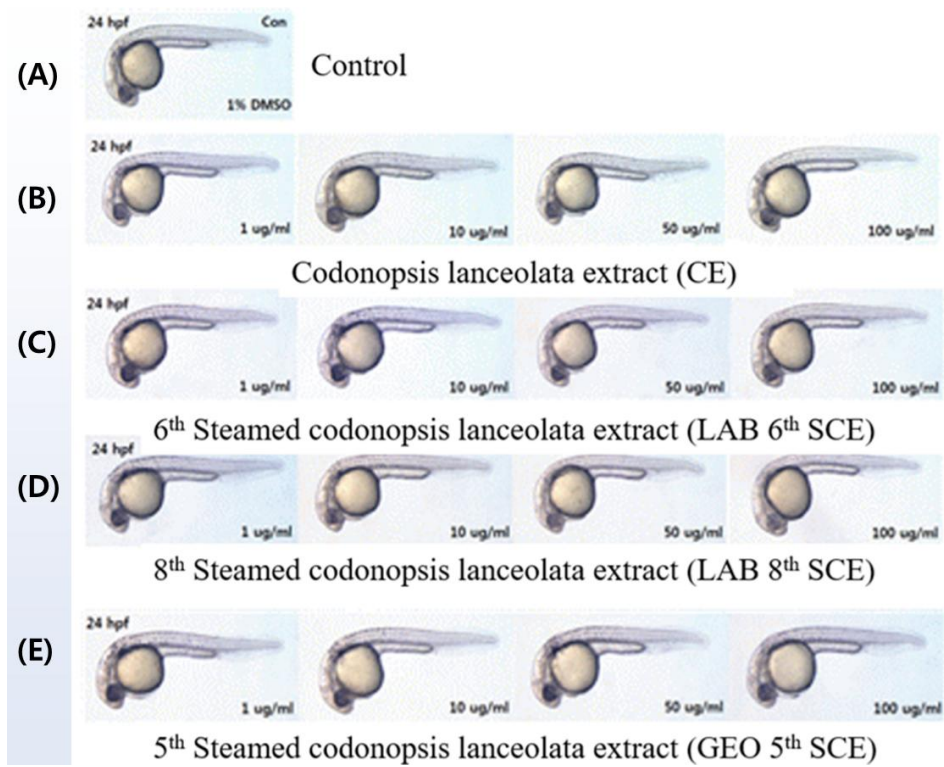 24 hpf Con
(A) Control
1% DMSO
24 hpf
(B)
1 ug/ml 10 ug/ml 50 ug/ml 100 ug/ml
Codonopsis lanceolata extract (CE)
24 hpf
(C)
1 ug/ml 10 ug/ml 50 ug/ml 100 ug/ml
6th Steamed codonopsis lanceolata extract (LAB 6th SCE)
24 hpf
(D)
1 ug/ml 10 ug/ml 50 ug/ml 100 ug/ml
8th Steamed codonopsis lanceolata extract (LAB 8th SCE)
24 hpf
(E)
1 ug/ml 10 ug/ml 50 ug/ml 100 ug/ml
5th Steamed codonopsis lanceolata extract (GEO 5th SCE)